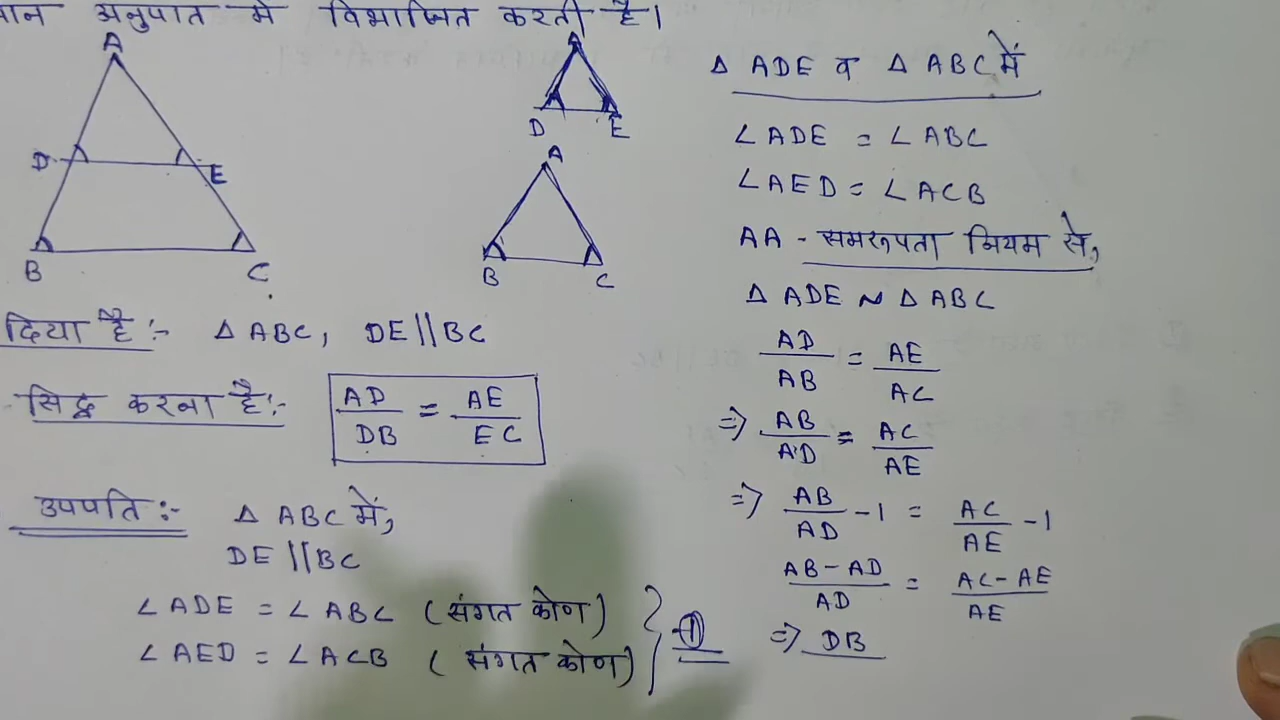 अनुपात में विभाजित करती है।
A
D E
B C
A
D E
A
B C
दिया है :- Δ ABC, DE||BC
सिद्ध करना है:- AD/DB = AE/EC
उपपति :- Δ ABC में,
DE||BC
∠ADE = ∠ABC (संगत कोण)
∠AED = ∠ACB (संगत कोण) ①
Δ ADE व Δ ABC में
∠ADE = ∠ABC
∠AED = ∠ACB
AA - समरूपता नियम से,
Δ ADE ~ Δ ABC
AD/AB = AE/AC
=> AB/AD = AC/AE
=> AB/AD - 1 = AC/AE - 1
AB-AD/AD = AC-AE/AE
=> DB